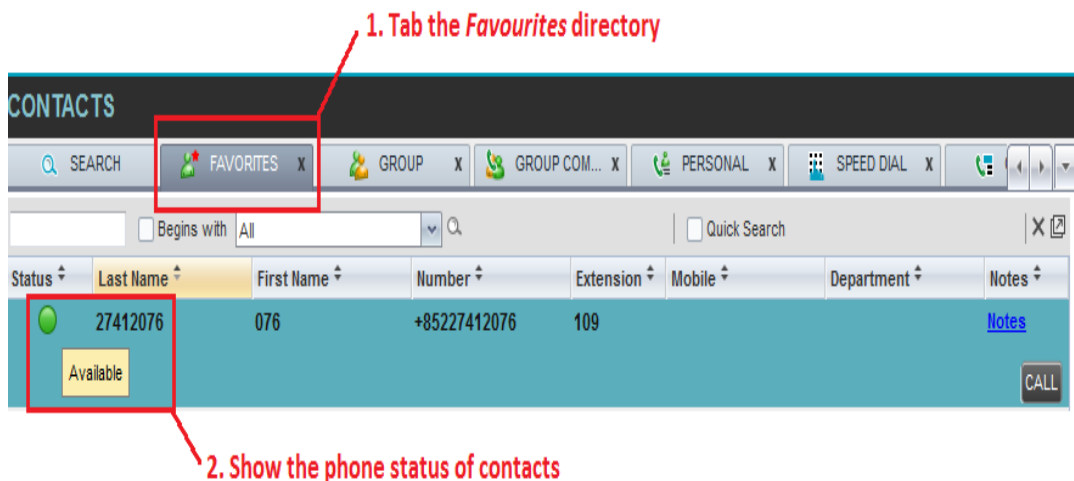 1. Tab the Favourites directory
CONTACTS
SEARCH FAVORITES X GROUP X GROUP COM... X PERSONAL X SPEED DIAL X
Begins with All Quick Search
Status Last Name First Name Number Extension Mobile Department Notes
27412076 076 +85227412076 109 Notes
Available
CALL
2. Show the phone status of contacts